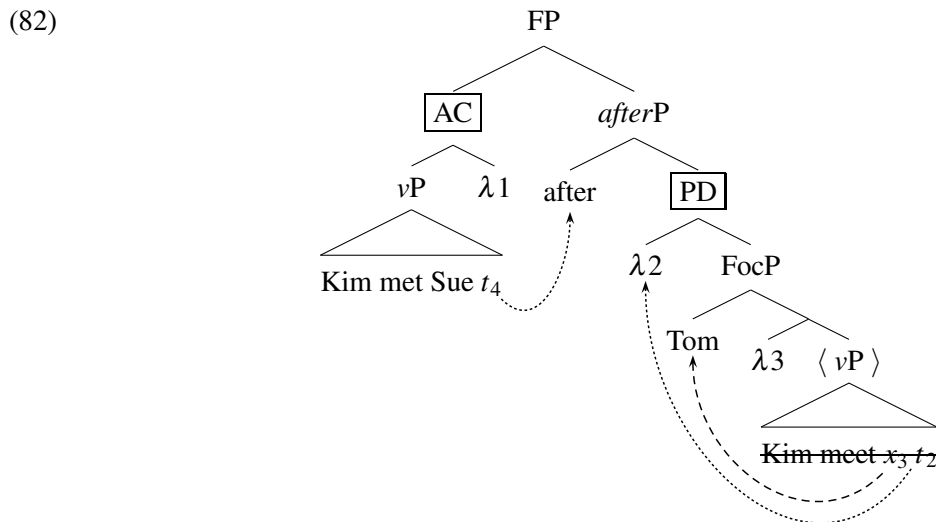 (82)
FP
AC afterP
vP λ1 after PD
Kim met Sue t4 λ2 FocP
Tom λ3 ⟨ vP ⟩
Kim meet x3 t2